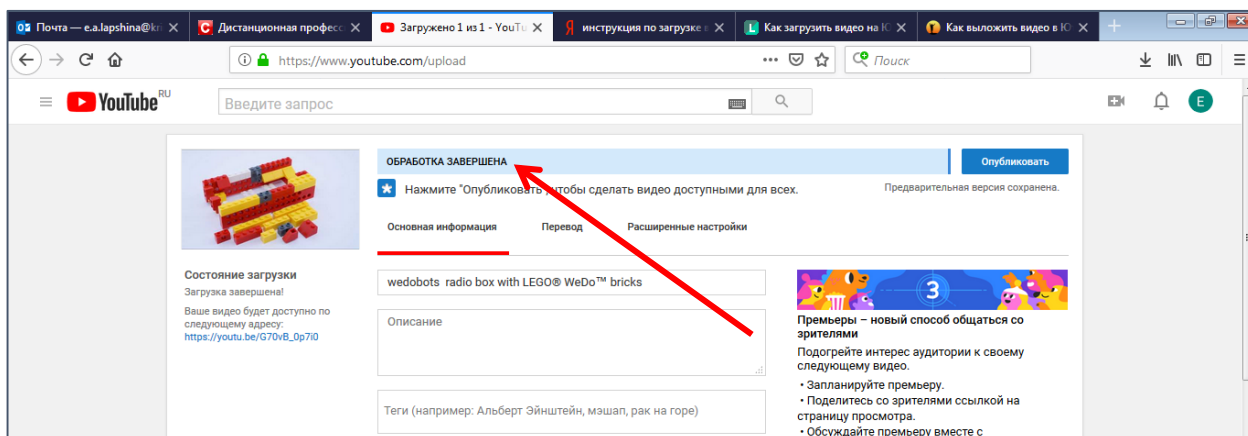 Почта — e.a.lapshina@kri
Дистанционная професс
Загружено 1 из 1 - YouTu
инструкция по загрузке в
Как загрузить видео на Ю
Как выложить видео в Ю
https://www.youtube.com/upload
Поиск
YouTube RU
Введите запрос
E
ОБРАБОТКА ЗАВЕРШЕНА
Опубликовать
Нажмите "Опубликовать", чтобы сделать видео доступными для всех.
Предварительная версия сохранена.
Основная информация
Перевод
Расширенные настройки
Состояние загрузки
Загрузка завершена!
Ваше видео будет доступно по
следующему адресу:
https://youtu.be/G70vB_0p7i0
wedobots radio box with LEGO® WeDo™ bricks
Описание
Теги (например: Альберт Эйнштейн, мэшап, рак на горе)
3
Премьеры – новый способ общаться со
зрителями
Подогрейте интерес аудитории к своему
следующему видео.
• Запланируйте премьеру.
• Поделитесь со зрителями ссылкой на
страницу просмотра.
• Обсуждайте премьеру вместе с